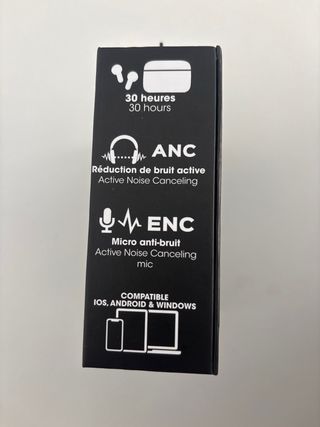 30 heures
30 hours
ANC
Réduction de bruit active
Active Noise Canceling
ENC
Micro anti-bruit
Active Noise Canceling
mic
COMPATIBLE
IOS, ANDROID & WINDOWS